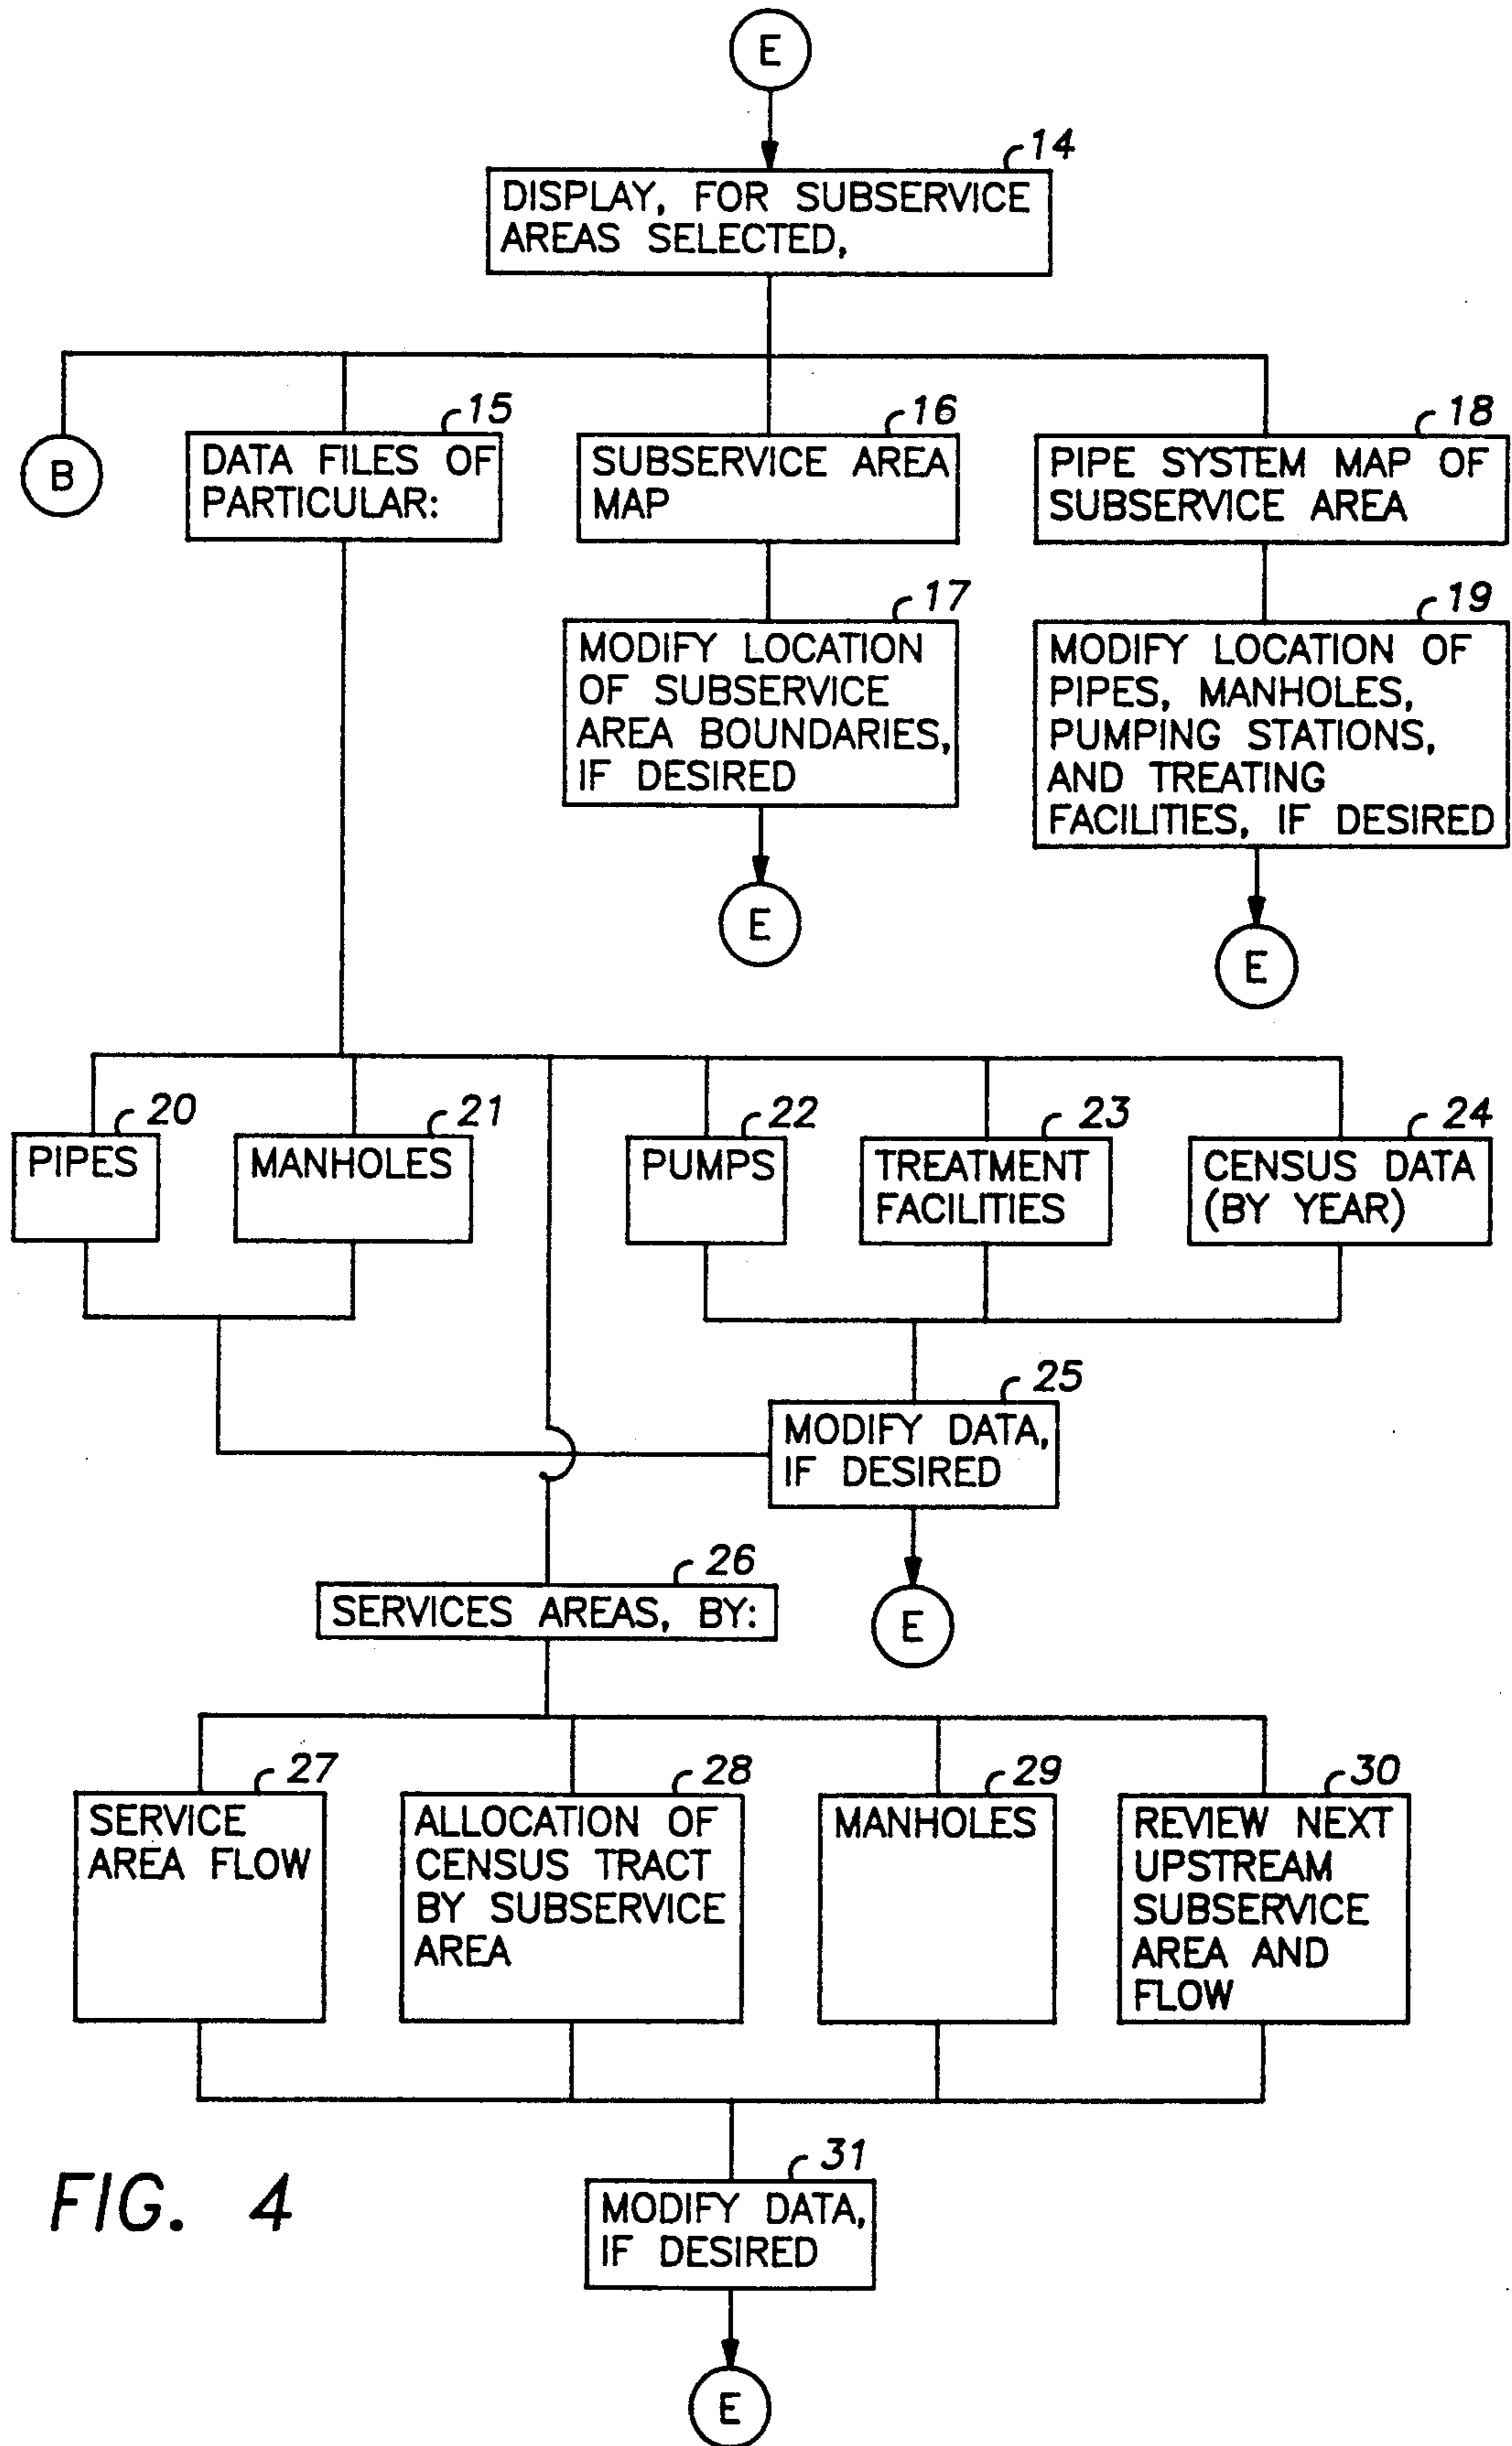 E
14
DISPLAY, FOR SUBSERVICE
AREAS SELECTED,
B
15
DATA FILES OF
PARTICULAR:
16
SUBSERVICE AREA
MAP
18
PIPE SYSTEM MAP OF
SUBSERVICE AREA
17
MODIFY LOCATION
OF SUBSERVICE
AREA BOUNDARIES,
IF DESIRED
E
19
MODIFY LOCATION OF
PIPES, MANHOLES,
PUMPING STATIONS,
AND TREATING
FACILITIES, IF DESIRED
E
20
PIPES
21
MANHOLES
22
PUMPS
23
TREATMENT
FACILITIES
24
CENSUS DATA
(BY YEAR)
25
MODIFY DATA,
IF DESIRED
E
26
SERVICES AREAS, BY:
27
SERVICE
AREA FLOW
28
ALLOCATION OF
CENSUS TRACT
BY SUBSERVICE
AREA
29
MANHOLES
30
REVIEW NEXT
UPSTREAM
SUBSERVICE
AREA AND
FLOW
31
MODIFY DATA,
IF DESIRED
E
FIG. 4